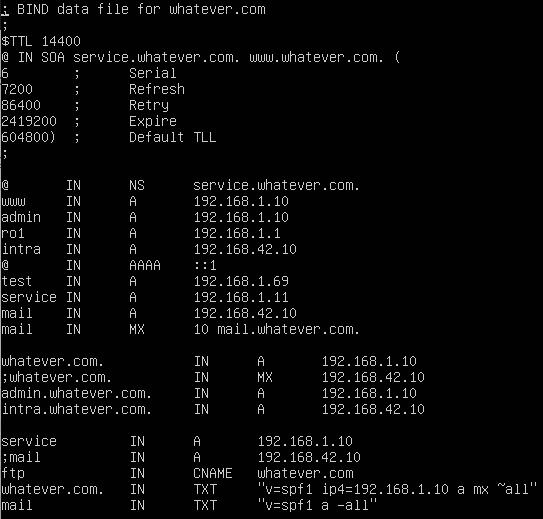 ; BIND data file for whatever.com
;
$TTL 14400
@ IN SOA service.whatever.com. www.whatever.com. (
6 ; Serial
7200 ; Refresh
86400 ; Retry
2419200 ; Expire
604800) ; Default TLL
;
@ IN NS service.whatever.com.
www IN A 192.168.1.10
admin IN A 192.168.1.10
ro1 IN A 192.168.1.1
intra IN A 192.168.42.10
@ IN AAAA ::1
test IN A 192.168.1.69
service IN A 192.168.1.11
mail IN A 192.168.42.10
mail IN MX 10 mail.whatever.com.
whatever.com. IN A 192.168.1.10
;whatever.com. IN MX 192.168.42.10
admin.whatever.com. IN A 192.168.1.10
intra.whatever.com. IN A 192.168.42.10
service IN A 192.168.1.10
;mail IN A 192.168.42.10
ftp IN CNAME whatever.com
whatever.com. IN TXT "v=spf1 ip4=192.168.1.10 a mx ~all"
mail IN TXT "v=spf1 a -all"